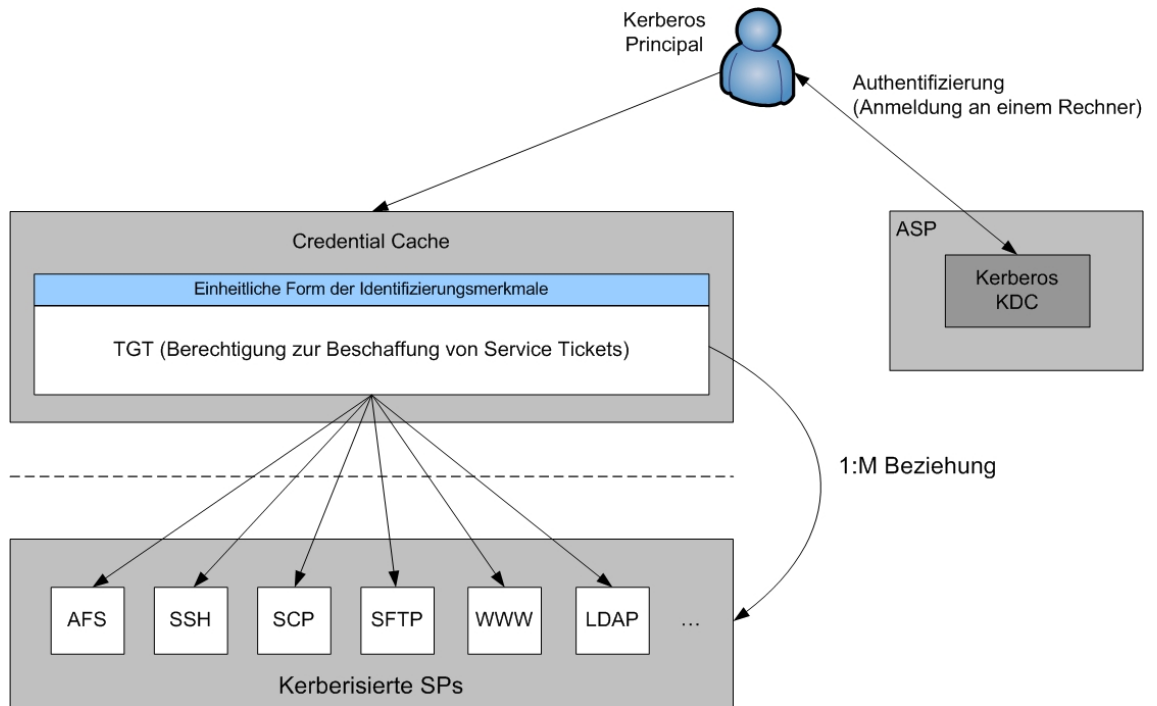 Kerberos
Principal
Authentifizierung
(Anmeldung an einem Rechner)
Credential Cache
Einheitliche Form der Identifizierungsmerkmale
TGT (Berechtigung zur Beschaffung von Service Tickets)
ASP
Kerberos
KDC
1:M Beziehung
AFS
SSH
SCP
SFTP
WWW
LDAP
...
Kerberisierte SPs